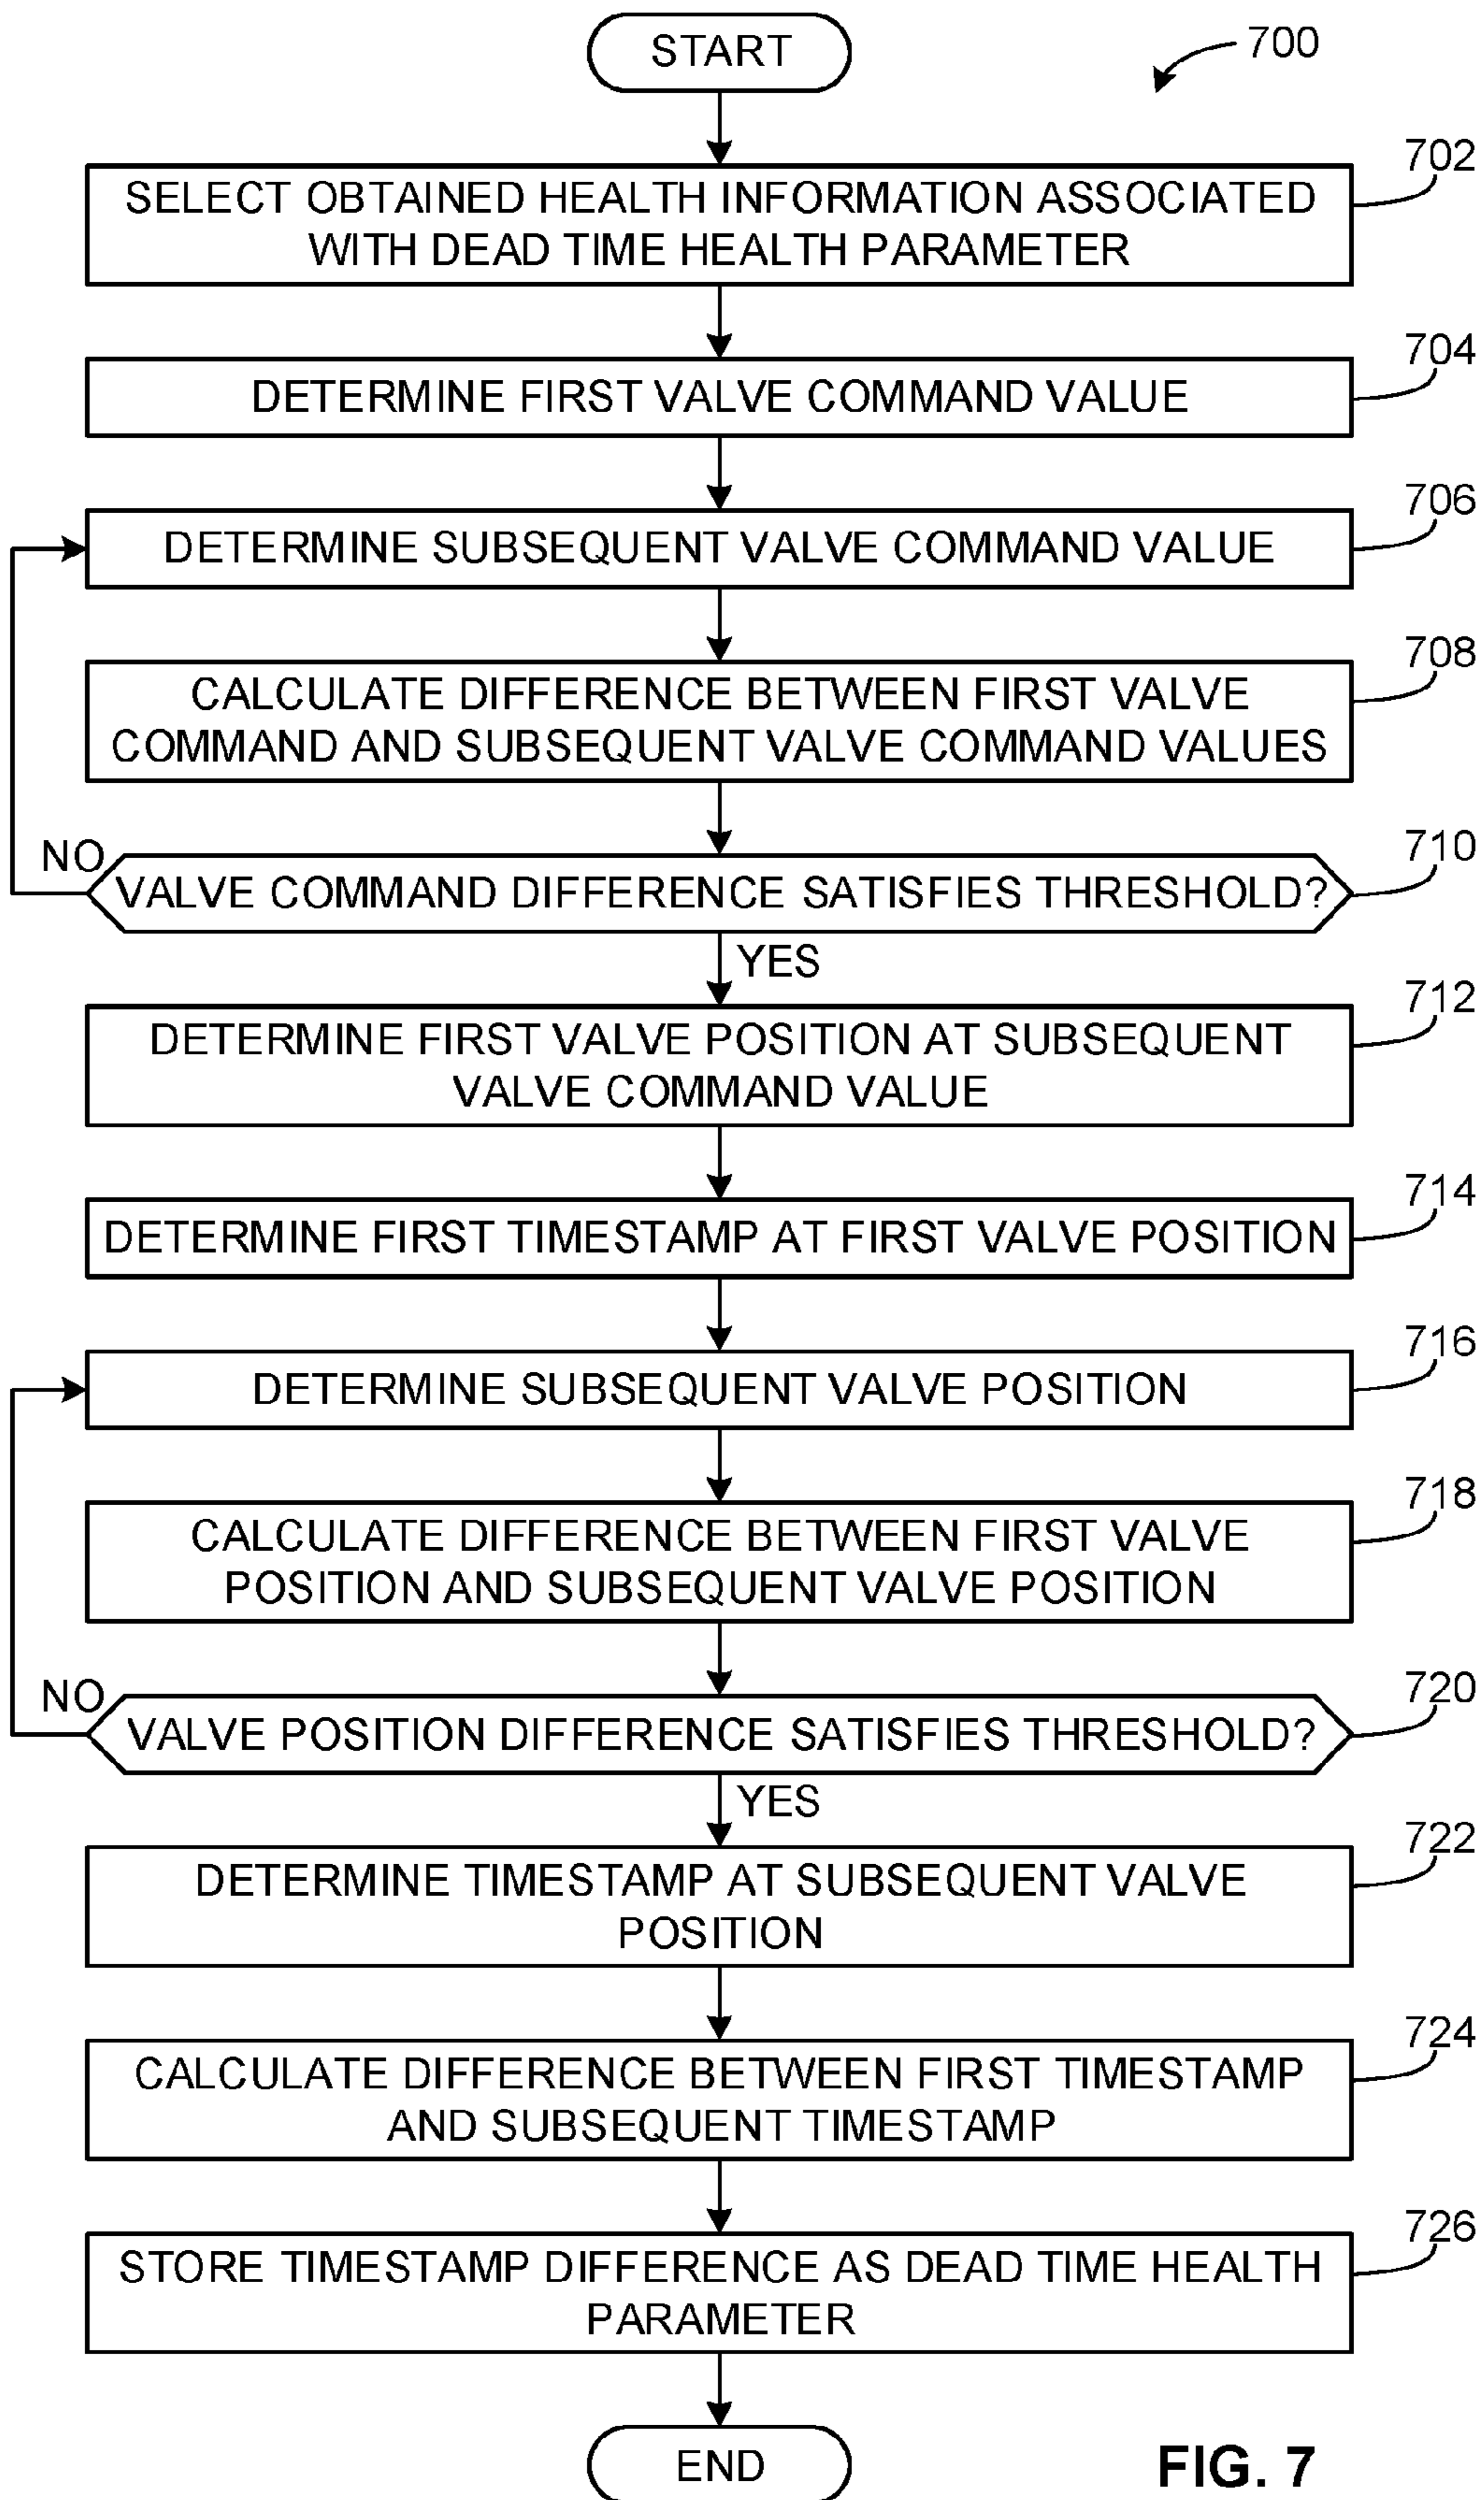 START
700
702
SELECT OBTAINED HEALTH INFORMATION ASSOCIATED
WITH DEAD TIME HEALTH PARAMETER
704
DETERMINE FIRST VALVE COMMAND VALUE
706
DETERMINE SUBSEQUENT VALVE COMMAND VALUE
708
CALCULATE DIFFERENCE BETWEEN FIRST VALVE
COMMAND AND SUBSEQUENT VALVE COMMAND VALUES
710
NO
VALVE COMMAND DIFFERENCE SATISFIES THRESHOLD?
YES
712
DETERMINE FIRST VALVE POSITION AT SUBSEQUENT
VALVE COMMAND VALUE
714
DETERMINE FIRST TIMESTAMP AT FIRST VALVE POSITION
716
DETERMINE SUBSEQUENT VALVE POSITION
718
CALCULATE DIFFERENCE BETWEEN FIRST VALVE
POSITION AND SUBSEQUENT VALVE POSITION
720
NO
VALVE POSITION DIFFERENCE SATISFIES THRESHOLD?
YES
722
DETERMINE TIMESTAMP AT SUBSEQUENT VALVE
POSITION
724
CALCULATE DIFFERENCE BETWEEN FIRST TIMESTAMP
AND SUBSEQUENT TIMESTAMP
726
STORE TIMESTAMP DIFFERENCE AS DEAD TIME HEALTH
PARAMETER
END
FIG. 7